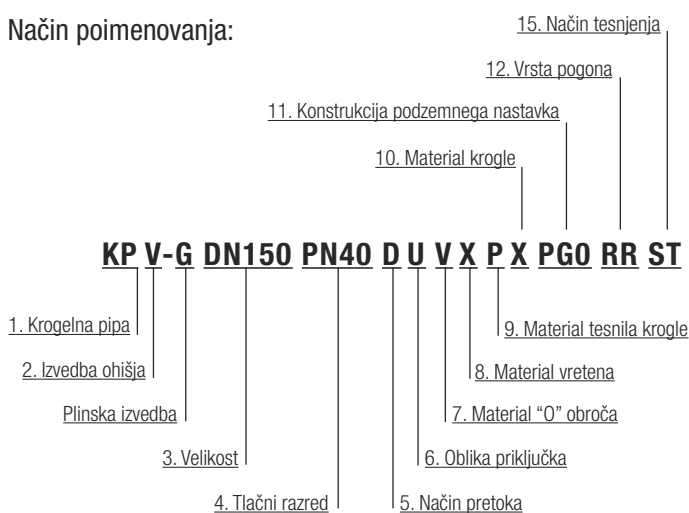 Način poimenovanja:
15. Način tesnjenja
12. Vrsta pogona
11. Konstrukcija podzemnega nastavka
10. Material krogle
KP V-G DN150 PN40 D U V X P X PG0 RR ST
1. Krogelna pipa
9. Material tesnila krogle
2. Izvedba ohišja
8. Material vretena
Plinska izvedba
7. Material “O” obroča
3. Velikost
6. Oblika priključka
4. Tlačni razred
5. Način pretoka